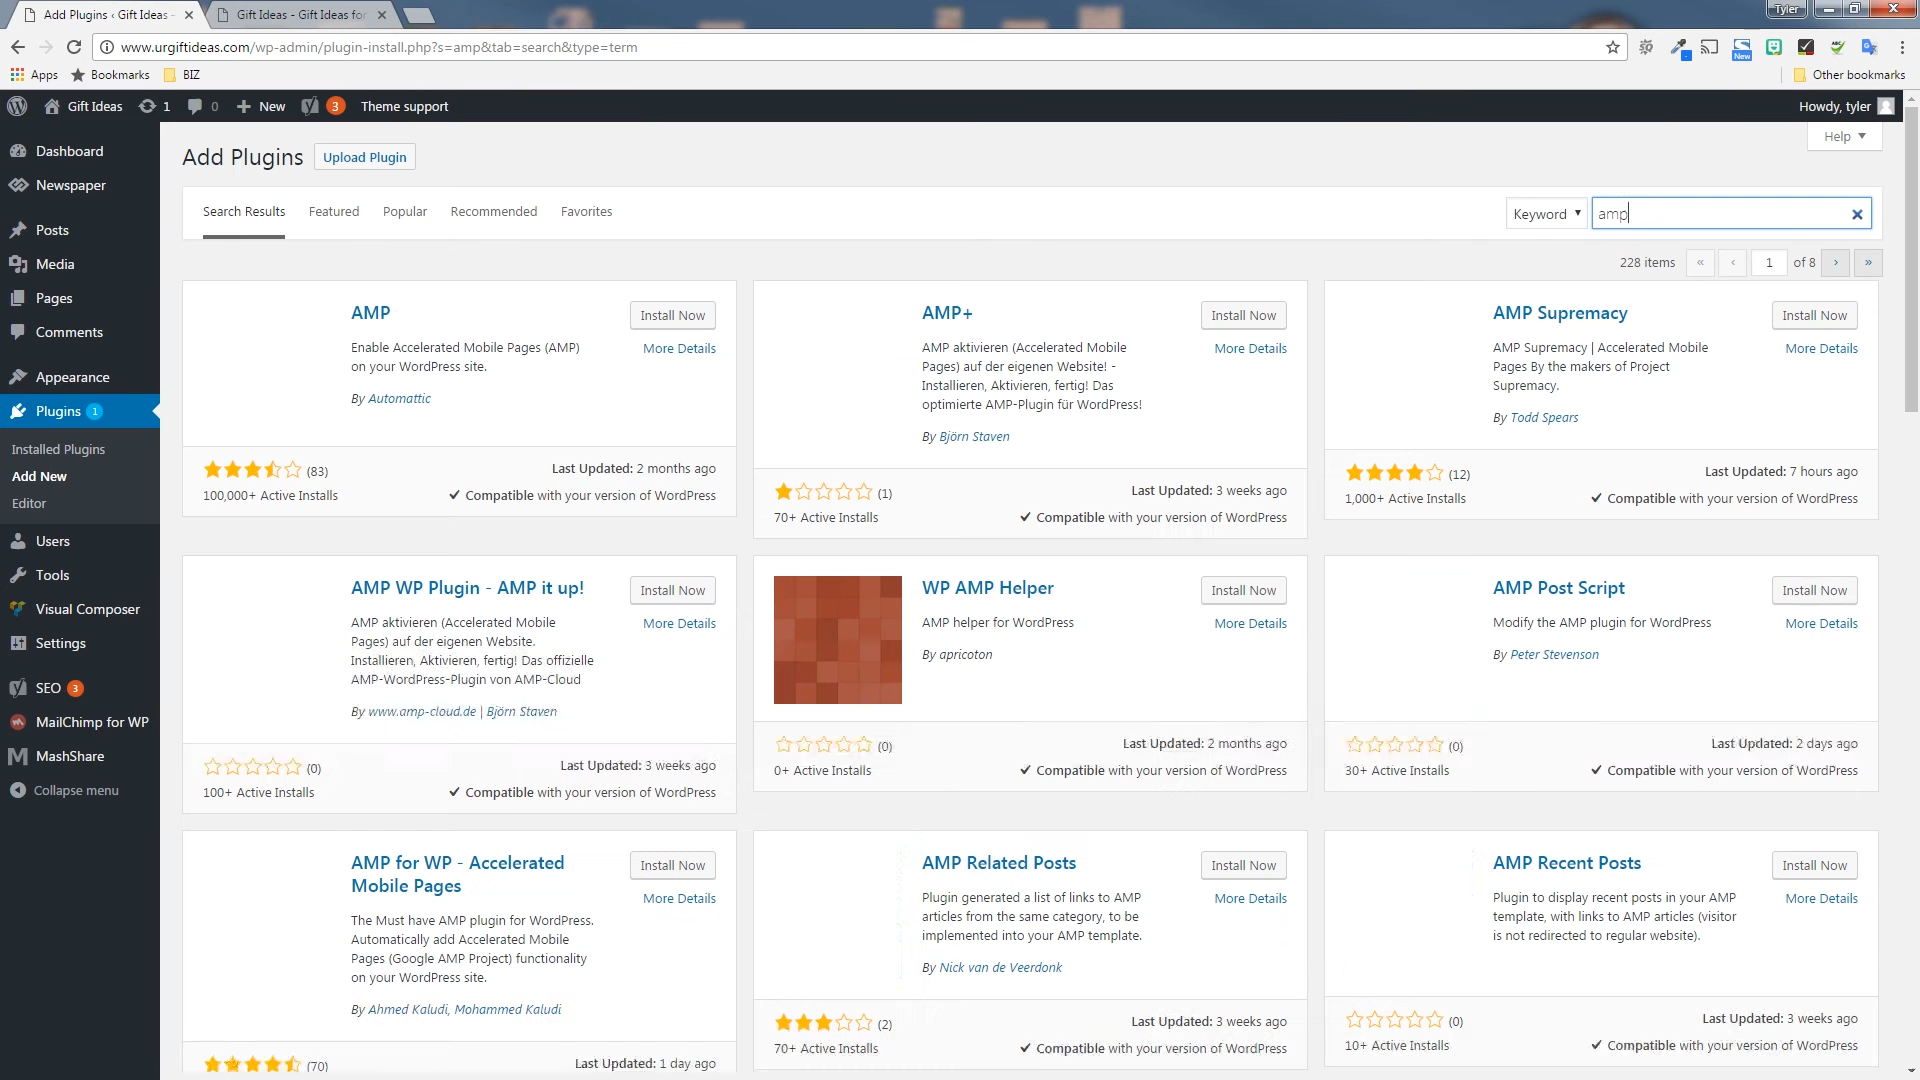 Add Plugins ‹ Gift Ideas -
Gift Ideas - Gift Ideas for
Tyler
www.urgiftideas.com/wp-admin/plugin-install.php?s=amp&tab=search&type=term
New
Apps
Bookmarks
BIZ
Other bookmarks
Gift Ideas
1
0
New
3
Theme support
Howdy, tyler
Dashboard
Newspaper
Posts
Media
Pages
Comments
Appearance
Plugins 1
Installed Plugins
Add New
Editor
Users
Tools
Visual Composer
Settings
SEO 3
MailChimp for WP
MashShare
Collapse menu
Help
Add Plugins
Upload Plugin
Search Results
Featured
Popular
Recommended
Favorites
Keyword
amp
228 items « ‹ 1 of 8 › »
AMP
Install Now
More Details
Enable Accelerated Mobile Pages (AMP)
on your WordPress site.
By Automattic
(83)
Last Updated: 2 months ago
100,000+ Active Installs
Compatible with your version of WordPress
AMP+
Install Now
More Details
AMP aktivieren (Accelerated Mobile
Pages) auf der eigenen Website! -
Installieren, Aktivieren, fertig! Das
optimierte AMP-Plugin für WordPress!
By Björn Staven
(1)
Last Updated: 3 weeks ago
70+ Active Installs
Compatible with your version of WordPress
AMP Supremacy
Install Now
More Details
AMP Supremacy | Accelerated Mobile
Pages By the makers of Project
Supremacy.
By Todd Spears
(12)
Last Updated: 7 hours ago
1,000+ Active Installs
Compatible with your version of WordPress
AMP WP Plugin - AMP it up!
Install Now
More Details
AMP aktivieren (Accelerated Mobile
Pages) auf der eigenen Website.
Installieren, Aktivieren, fertig! Das offizielle
AMP-WordPress-Plugin von AMP-Cloud
By www.amp-cloud.de | Björn Staven
(0)
Last Updated: 3 weeks ago
100+ Active Installs
Compatible with your version of WordPress
WP AMP Helper
Install Now
More Details
AMP helper for WordPress
By apricoton
(0)
Last Updated: 2 months ago
0+ Active Installs
Compatible with your version of WordPress
AMP Post Script
Install Now
More Details
Modify the AMP plugin for WordPress
By Peter Stevenson
(0)
Last Updated: 2 days ago
30+ Active Installs
Compatible with your version of WordPress
AMP for WP - Accelerated
Mobile Pages
Install Now
More Details
The Must have AMP plugin for WordPress.
Automatically add Accelerated Mobile
Pages (Google AMP Project) functionality
on your WordPress site.
By Ahmed Kaludi, Mohammed Kaludi
(70)
Last Updated: 1 day ago
AMP Related Posts
Install Now
More Details
Plugin generated a list of links to AMP
articles from the same category, to be
implemented into your AMP template.
By Nick van de Veerdonk
(2)
Last Updated: 3 weeks ago
70+ Active Installs
Compatible with your version of WordPress
AMP Recent Posts
Install Now
More Details
Plugin to display recent posts in your AMP
template, with links to AMP articles (visitor
is not redirected to regular website).
(0)
Last Updated: 3 weeks ago
10+ Active Installs
Compatible with your version of WordPress